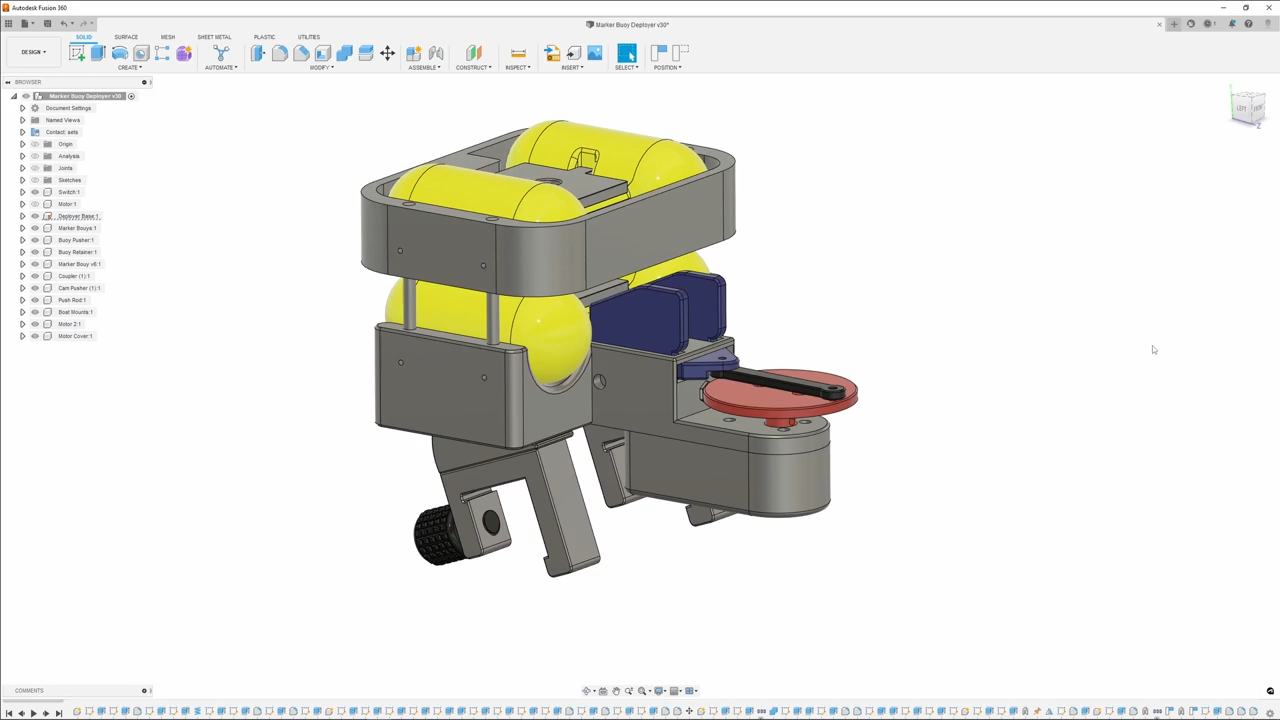 Autodesk Fusion 360
Marker Buoy Deployer v30*
1
DESIGN
SOLID SURFACE MESH SHEET METAL PLASTIC UTILITIES
CREATE AUTOMATE MODIFY ASSEMBLE CONSTRUCT INSPECT INSERT SELECT POSITION
BROWSER
Marker Buoy Deployer v30
Document Settings
Named Views
Contact: sets
Origin
Analysis
Joints
Sketches
Switch:1
Motor:1
Deployer Base:1
Marker Bouys:1
Buoy Pusher:1
Buoy Retainer:1
Marker Bouy v6:1
Coupler (1):1
Cam Pusher (1):1
Push Rod:1
Boat Mounts:1
Motor 2:1
Motor Cover:1
LEFT
Z
COMMENTS